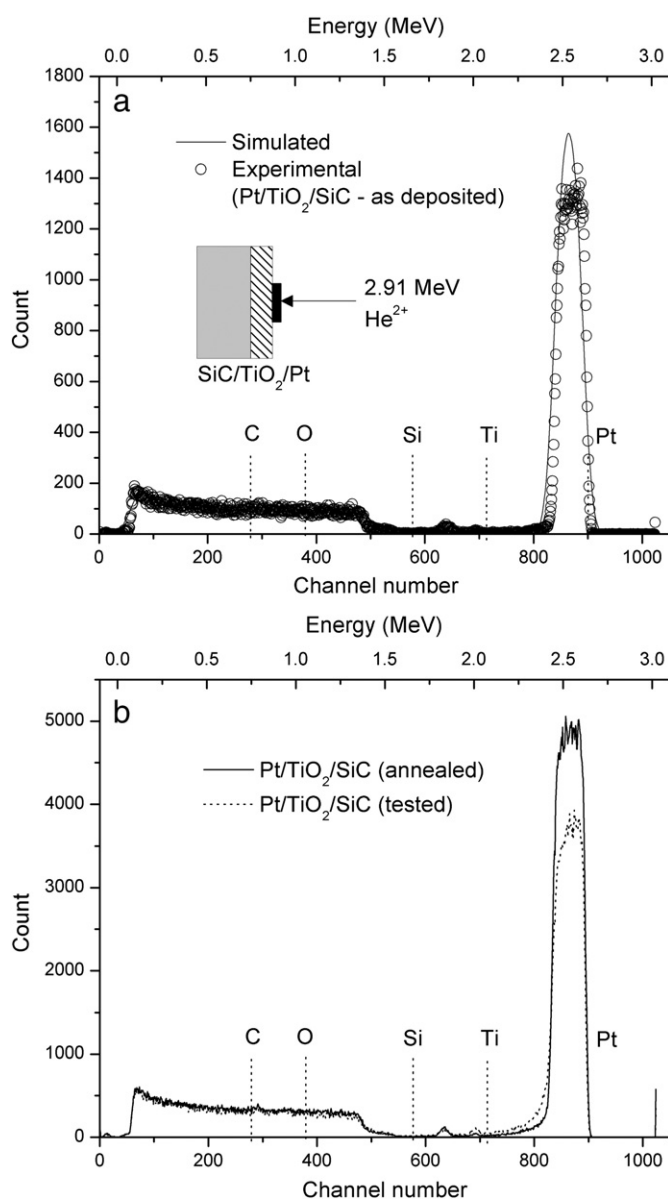 Energy (MeV)
0.0 0.5 1.0 1.5 2.0 2.5 3.0
1800
a
1600
Simulated
Experimental
(Pt/TiO₂/SiC - as deposited)
1400
1200
1000
2.91 MeV
He²⁺
800
SiC/TiO₂/Pt
600
400
C O Si Ti Pt
200
0
Count
0 200 400 600 800 1000
Channel number
Energy (MeV)
0.0 0.5 1.0 1.5 2.0 2.5 3.0
b
5000
Pt/TiO₂/SiC (annealed)
Pt/TiO₂/SiC (tested)
4000
3000
2000
1000
C O Si Ti Pt
0
Count
0 200 400 600 800 1000
Channel number